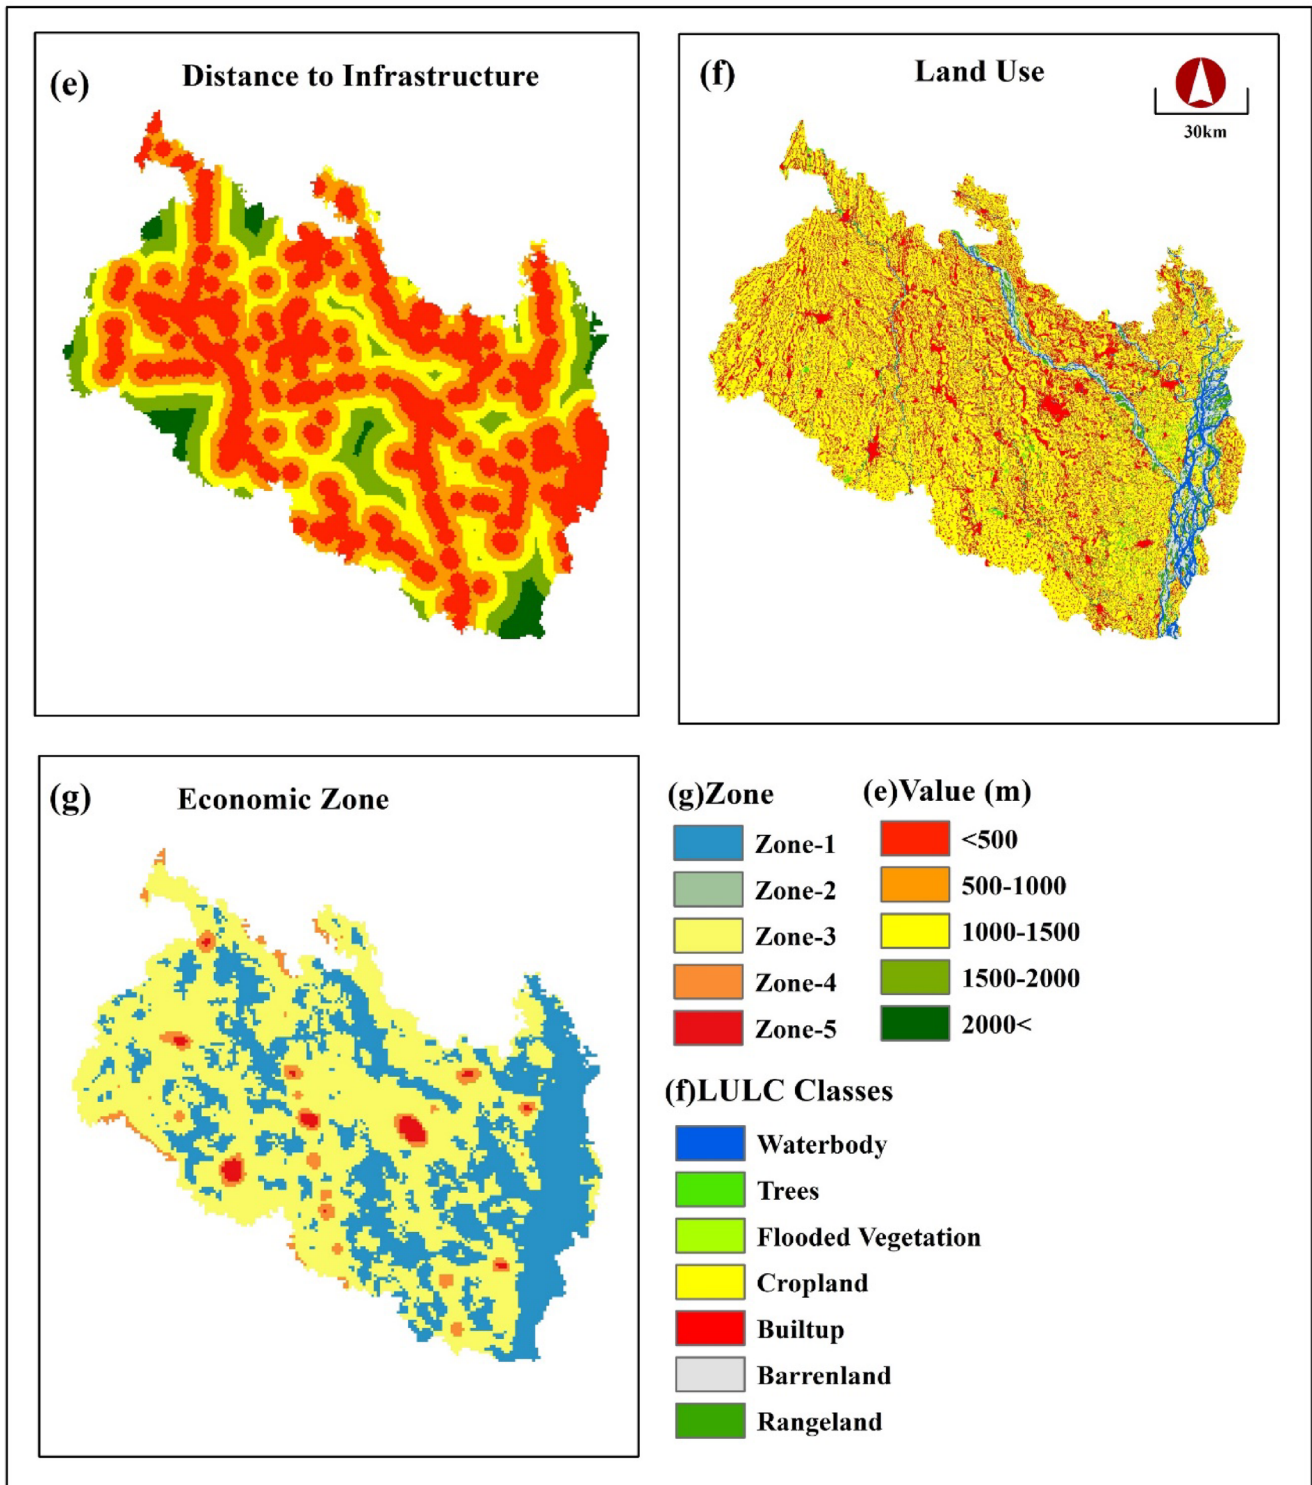 (e) Distance to Infrastructure
(f) Land Use
30km
(g) Economic Zone
(g)Zone
Zone-1
Zone-2
Zone-3
Zone-4
Zone-5
(e)Value (m)
<500
500-1000
1000-1500
1500-2000
2000<
(f)LULC Classes
Waterbody
Trees
Flooded Vegetation
Cropland
Builtup
Barrenland
Rangeland